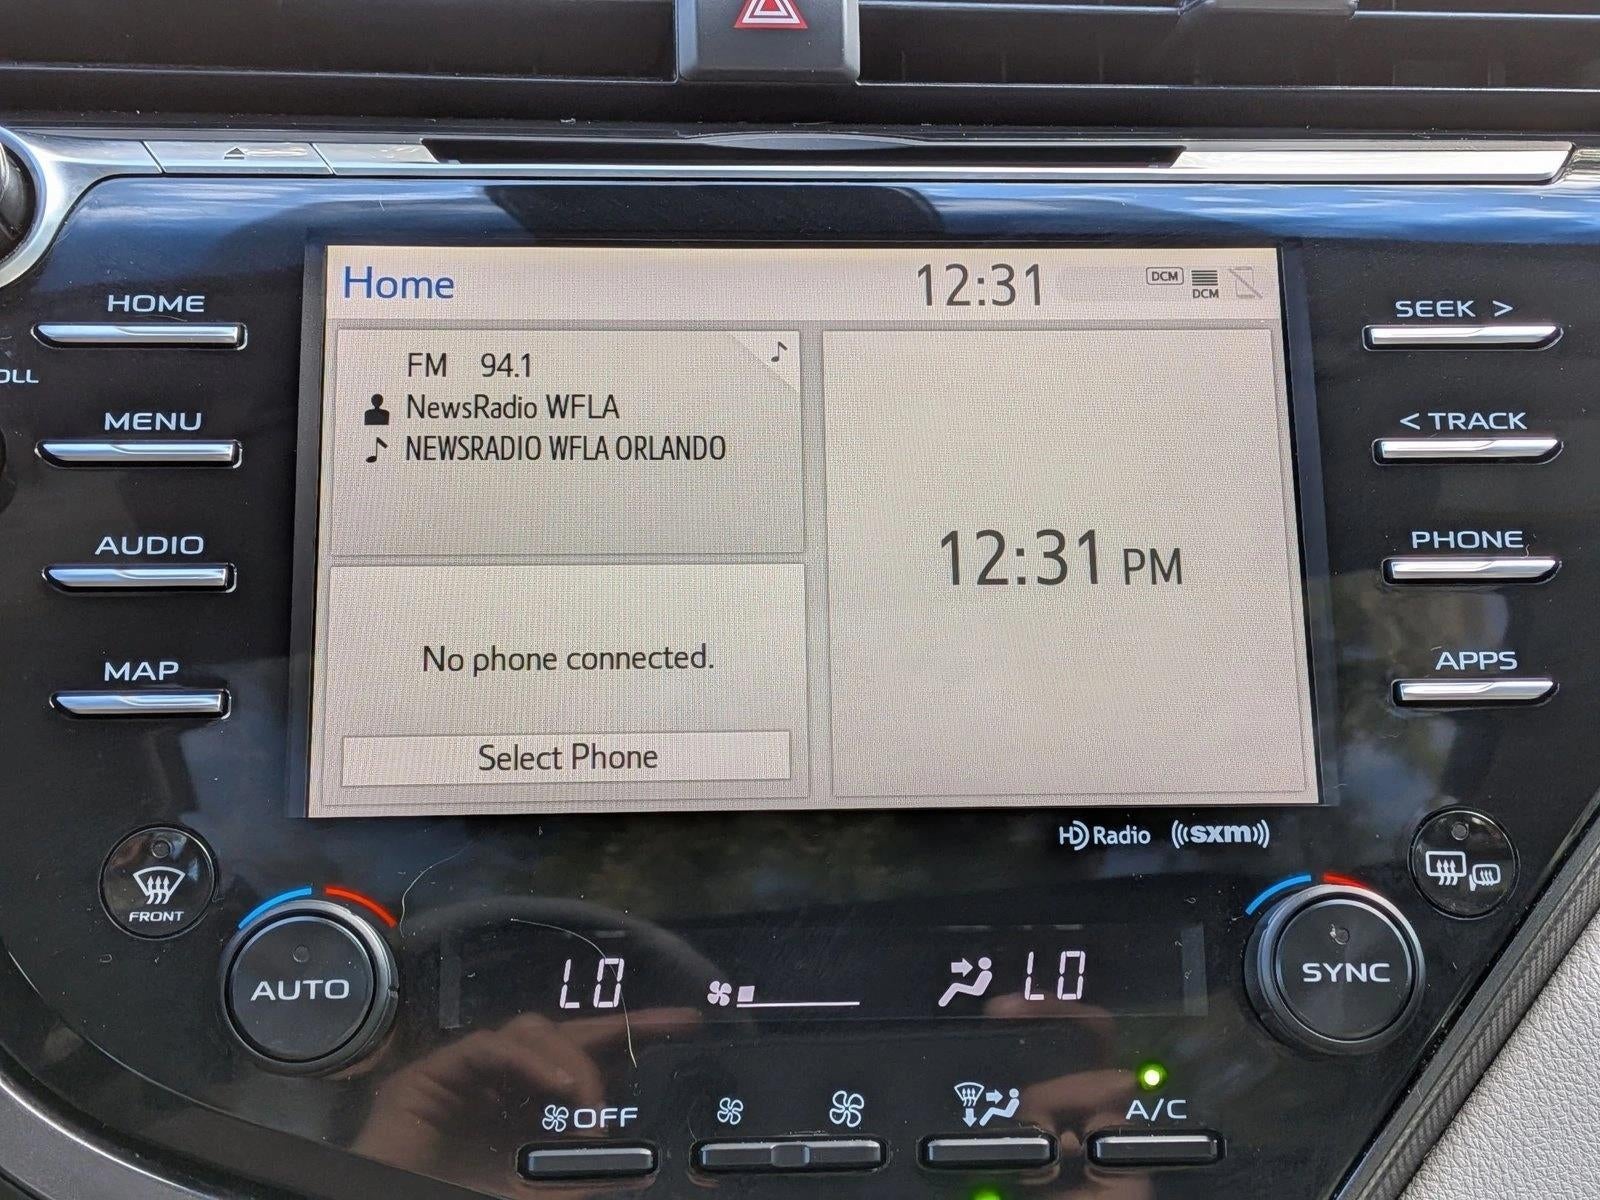 Home 12:31 DCM
DCM
HOME
OLL
MENU
AUDIO
MAP
FM 94.1
NewsRadio WFLA
NEWSRADIO WFLA ORLANDO
No phone connected.
Select Phone
12:31 PM
SEEK >
< TRACK
PHONE
APPS
HD Radio ((sxm))
FRONT
AUTO
LO
LO
SYNC
OFF
A/C